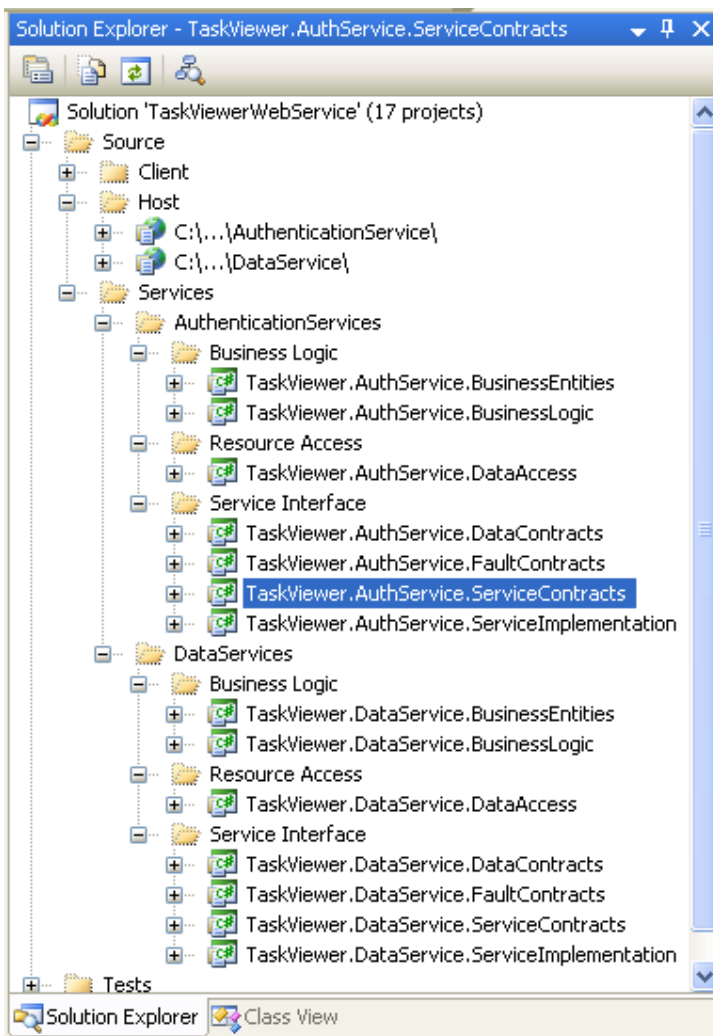 Solution Explorer - TaskViewer.AuthService.ServiceContracts
Solution 'TaskViewerWebService' (17 projects)
Source
Client
Host
C:\...\AuthenticationService\
C:\...\DataService\
Services
AuthenticationServices
Business Logic
TaskViewer.AuthService.BusinessEntities
TaskViewer.AuthService.BusinessLogic
Resource Access
TaskViewer.AuthService.DataAccess
Service Interface
TaskViewer.AuthService.DataContracts
TaskViewer.AuthService.FaultContracts
TaskViewer.AuthService.ServiceContracts
TaskViewer.AuthService.ServiceImplementation
DataServices
Business Logic
TaskViewer.DataService.BusinessEntities
TaskViewer.DataService.BusinessLogic
Resource Access
TaskViewer.DataService.DataAccess
Service Interface
TaskViewer.DataService.DataContracts
TaskViewer.DataService.FaultContracts
TaskViewer.DataService.ServiceContracts
TaskViewer.DataService.ServiceImplementation
Tests
Solution Explorer Class View